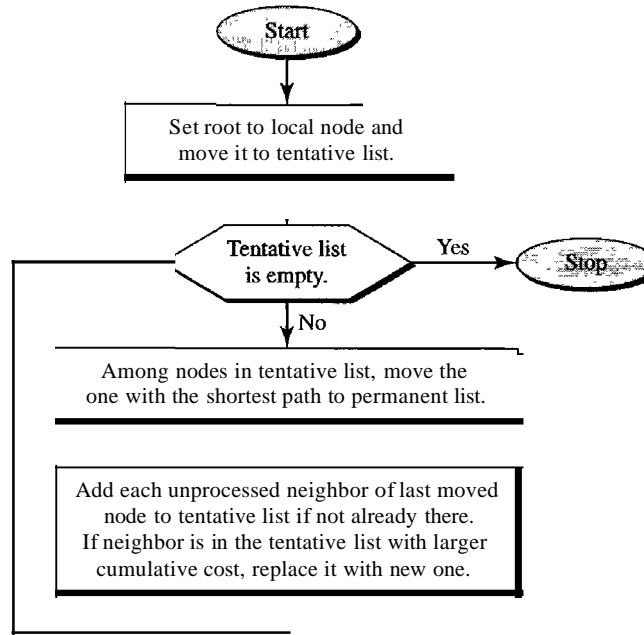 Start
Set root to local node and
move it to tentative list.
Tentative list
is empty.
Yes
Stop
No
Among nodes in tentative list, move the
one with the shortest path to permanent list.
Add each unprocessed neighbor of last moved
node to tentative list if not already there.
If neighbor is in the tentative list with larger
cumulative cost, replace it with new one.